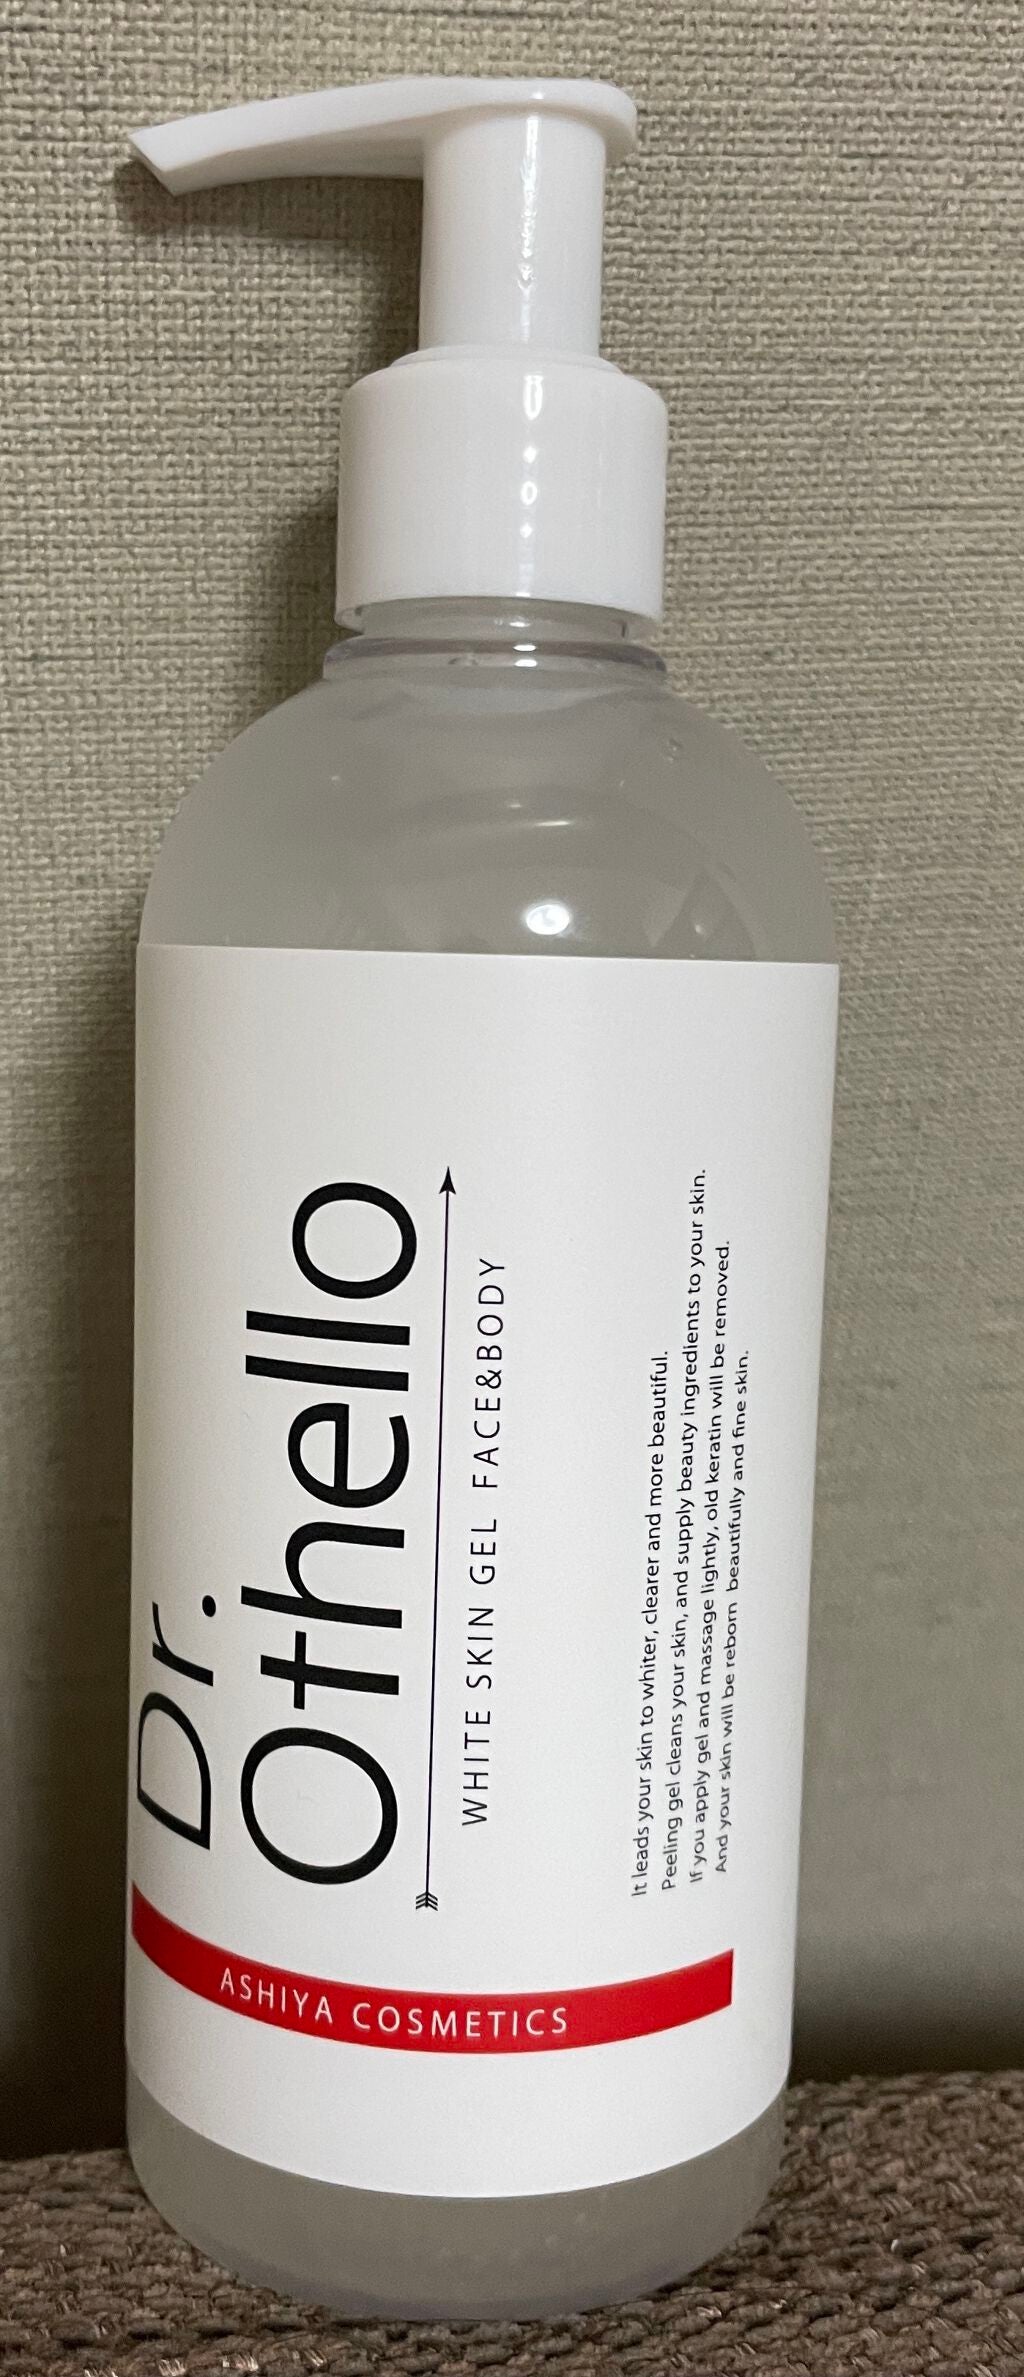 Dr.
Othello
WHITE SKIN GEL FACE&BODY
It leads your skin to whiter, clearer and more beautiful.
Peeling gel cleans your skin, and supply beauty ingredients to your skin.
If you apply gel and massage lightly, old keratin will be removed.
And your skin will be reborn beautifully and fine skin.
ASHIYA COSMETICS